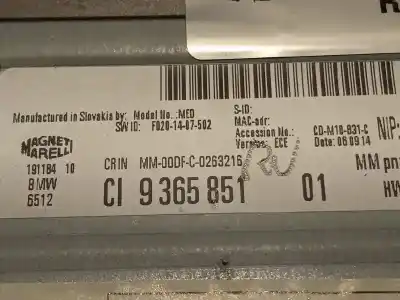 R
Manufactured in Slovakia by: Model No.:MED
SW ID: F020-14-07-502
S-ID:
MAC-adr:
Accession No.: CD-M10-031-C
Version: ECE Date: 06.09.14
NIP:
MAGNETI
MARELLI
191184 10
BMW
6512
CRIN MM-00DF-C-0263216
CI 9 365 851 01
MM pn
HW